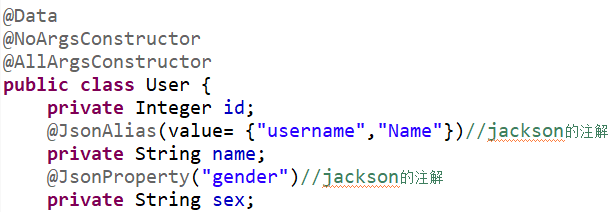 @Data
@NoArgsConstructor
@AllArgsConstructor
public class User {
    private Integer id;
    @JsonAlias(value= {"username","Name"})//jackson的注解
    private String name;
    @JsonProperty("gender")//jackson的注解
    private String sex;